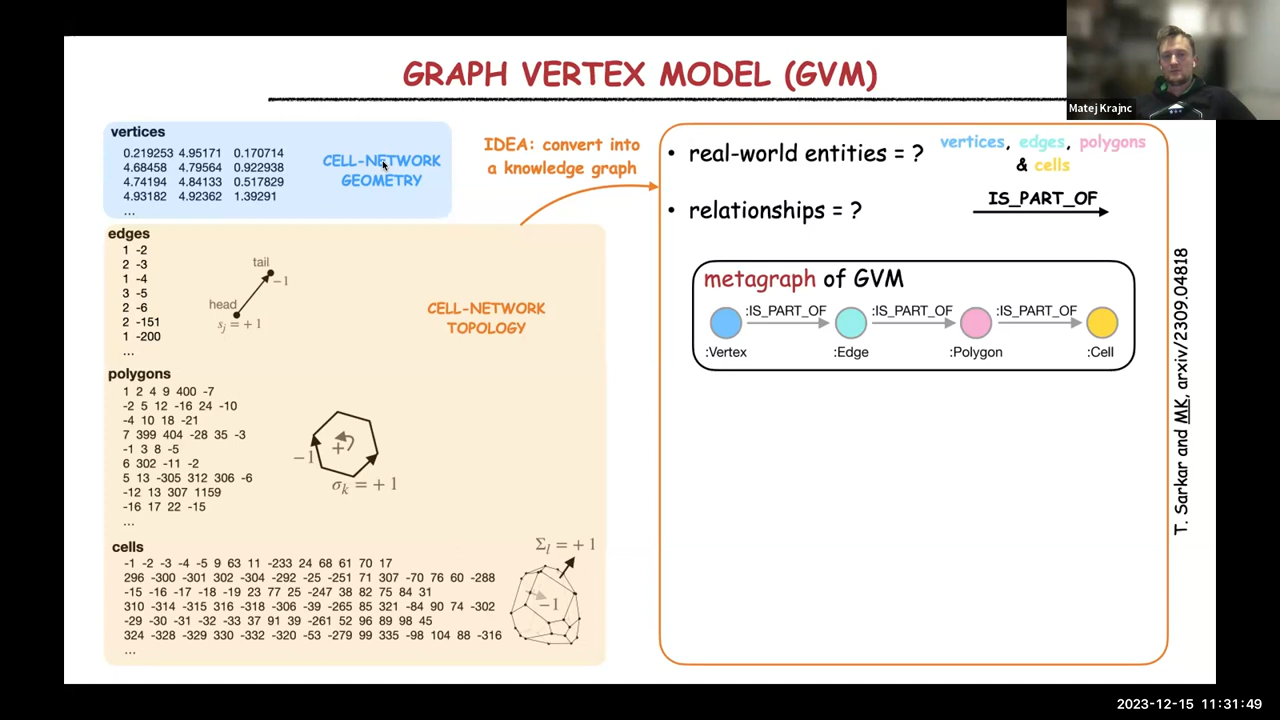 GRAPH VERTEX MODEL (GVM)
Matej Krajnc
vertices
0.219253 4.95171 0.170714
4.68458 4.79564 0.922938
4.74194 4.84133 0.517829
4.93182 4.92362 1.39291
...
CELL-NETWORK
GEOMETRY
edges
1 -2
2 -3
1 -4
3 -5
2 -6
2 -151
1 -200
...
tail
−1
head
s_j = + 1
CELL-NETWORK
TOPOLOGY
polygons
1 2 4 9 400 -7
-2 5 12 -16 24 -10
-4 10 18 -21
7 399 404 -28 35 -3
-1 3 8 -5
6 302 -11 -2
5 13 -305 312 306 -6
-12 13 307 1159
-16 17 22 -15
...
+
−1
σ_k = + 1
cells
-1 -2 -3 -4 -5 9 63 11 -233 24 68 61 70 17
296 -300 -301 302 -304 -292 -25 -251 71 307 -70 76 60 -288
-15 -16 -17 -18 -19 23 77 25 -247 38 82 75 84 31
310 -314 -315 316 -318 -306 -39 -265 85 321 -84 90 74 -302
-29 -30 -31 -32 -33 37 91 39 -261 52 96 89 98 45
324 -328 -329 330 -332 -320 -53 -279 99 335 -98 104 88 -316
...
Σ_l = + 1
−1
IDEA: convert into
a knowledge graph
• real-world entities = ?
vertices, edges, polygons
& cells
• relationships = ?
IS_PART_OF
metagraph of GVM
:IS_PART_OF :IS_PART_OF :IS_PART_OF
:Vertex :Edge :Polygon :Cell
T. Sarkar and MK, arxiv/2309.04818
2023-12-15 11:31:49